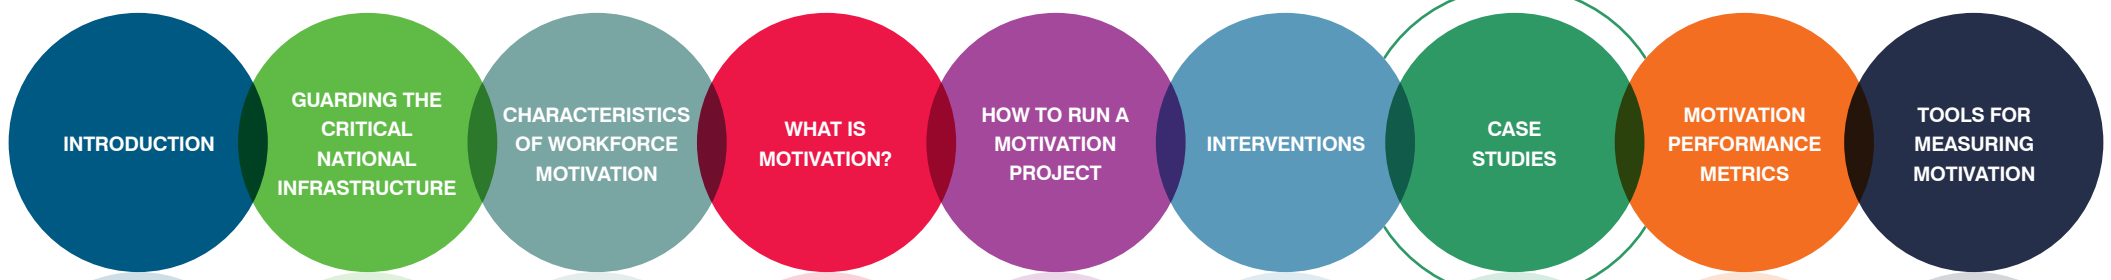 INTRODUCTION
GUARDING THE
CRITICAL
NATIONAL
INFRASTRUCTURE
CHARACTERISTICS
OF WORKFORCE
MOTIVATION
WHAT IS
MOTIVATION?
HOW TO RUN A
MOTIVATION
PROJECT
INTERVENTIONS
CASE
STUDIES
MOTIVATION
PERFORMANCE
METRICS
TOOLS FOR
MEASURING
MOTIVATION